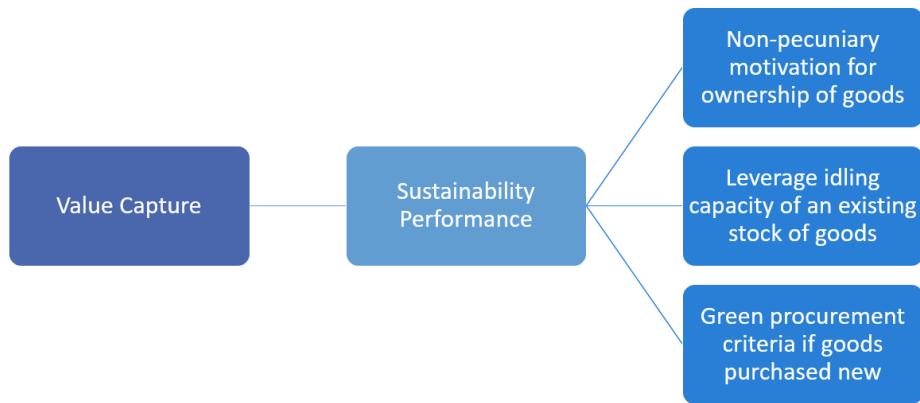 Value Capture
Sustainability
Performance
Non-pecuniary
motivation for
ownership of goods
Leverage idling
capacity of an existing
stock of goods
Green procurement
criteria if goods
purchased new